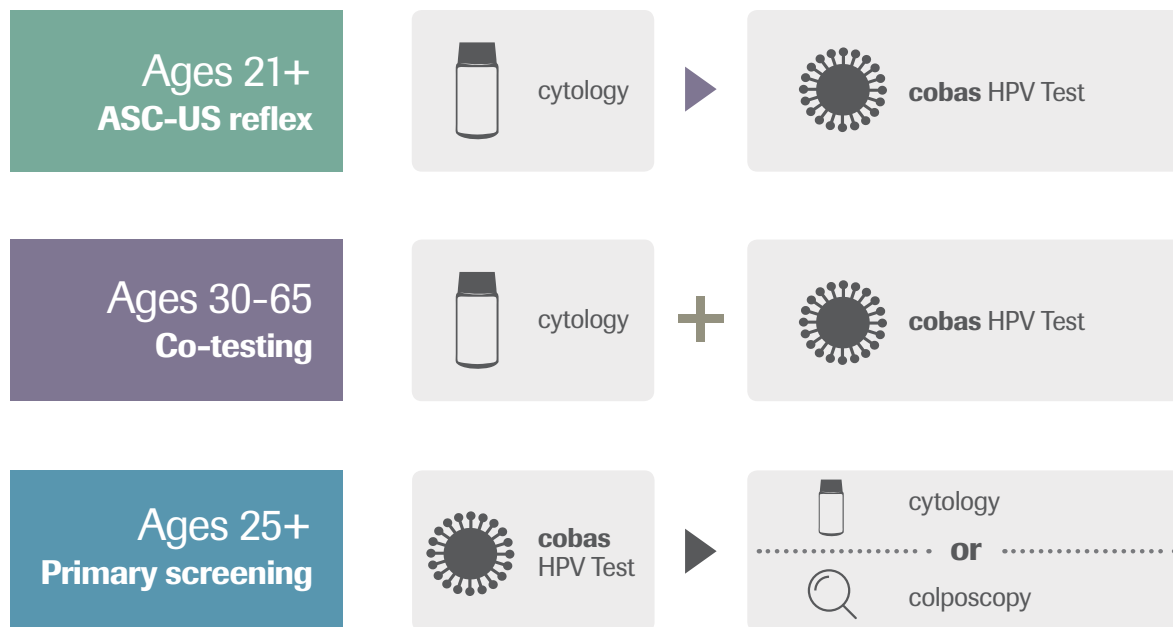 Ages 21+
ASC-US reflex
cytology
cobas HPV Test
Ages 30-65
Co-testing
cytology
cobas HPV Test
Ages 25+
Primary screening
cobas
HPV Test
cytology
or
colposcopy